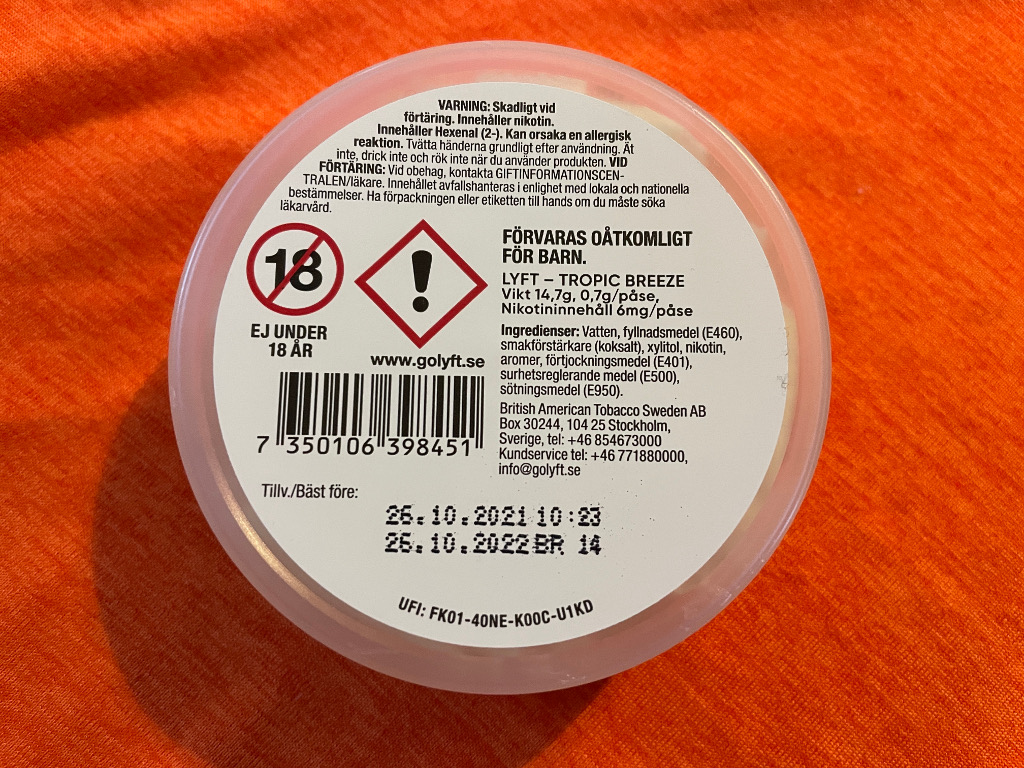 VARNING: Skadligt vid
förtäring. Innehåller nikotin.
Innehåller Hexenal (2-). Kan orsaka en allergisk
reaktion. Tvätta händerna grundligt efter användning. Ät
inte, drick inte och rök inte när du använder produkten. VID
FÖRTÄRING: Vid obehag, kontakta GIFTINFORMATIONSCEN-
TRALEN/läkare. Innehållet avfallshanteras i enlighet med lokala och nationella
bestämmelser. Ha förpackningen eller etiketten till hands om du måste söka
läkarvård.
18
EJ UNDER
18 ÅR
!
www.golyft.se
7 350106 398451
FÖRVARAS OÅTKOMLIGT
FÖR BARN.
LYFT – TROPIC BREEZE
Vikt 14,7g, 0,7g/påse,
Nikotininnehåll 6mg/påse
Ingredienser: Vatten, fyllnadsmedel (E460),
smakförstärkare (koksalt), xylitol, nikotin,
aromer, förtjockningsmedel (E401),
surhetsreglerande medel (E500),
sötningsmedel (E950).
British American Tobacco Sweden AB
Box 30244, 104 25 Stockholm,
Sverige, tel: +46 854673000
Kundservice tel: +46 771880000,
info@golyft.se
Tillv./Bäst före:
26.10.2021 10:23
26.10.2022 BR 14
UFI: FK01-40NE-K00C-U1KD